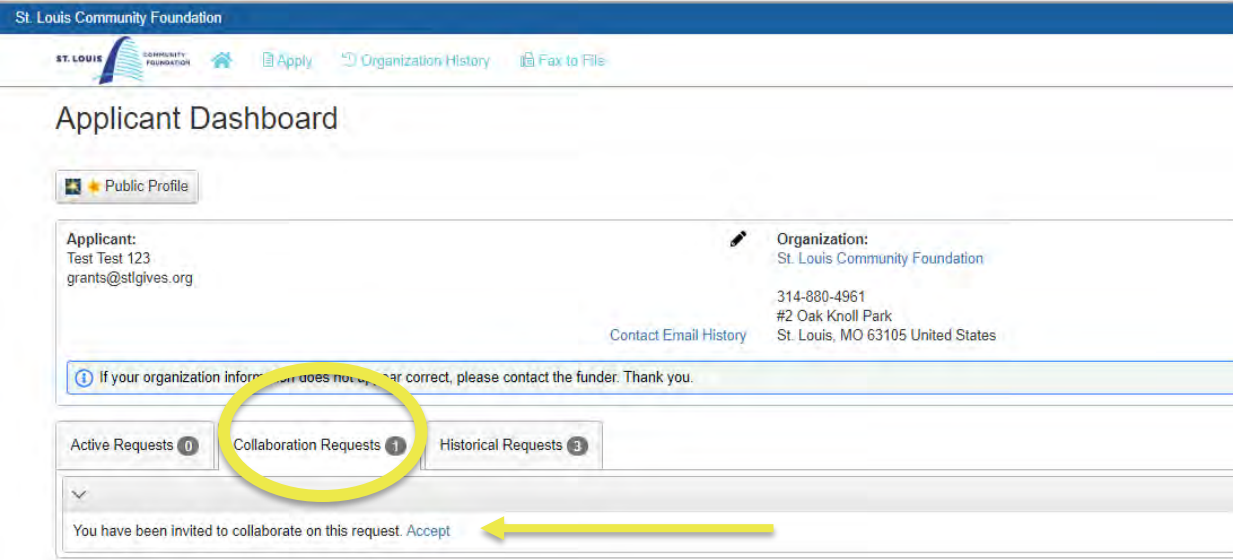 St. Louis Community Foundation
ST. LOUIS COMMUNITY FOUNDATION Apply Organization History Fax to File
Applicant Dashboard
Public Profile
Applicant:
Test Test 123
grants@stlgives.org
Contact Email History
Organization:
St. Louis Community Foundation
314-880-4961
#2 Oak Knoll Park
St. Louis, MO 63105 United States
If your organization information does not appear correct, please contact the funder. Thank you.
Active Requests 0 Collaboration Requests 1 Historical Requests 3
You have been invited to collaborate on this request. Accept